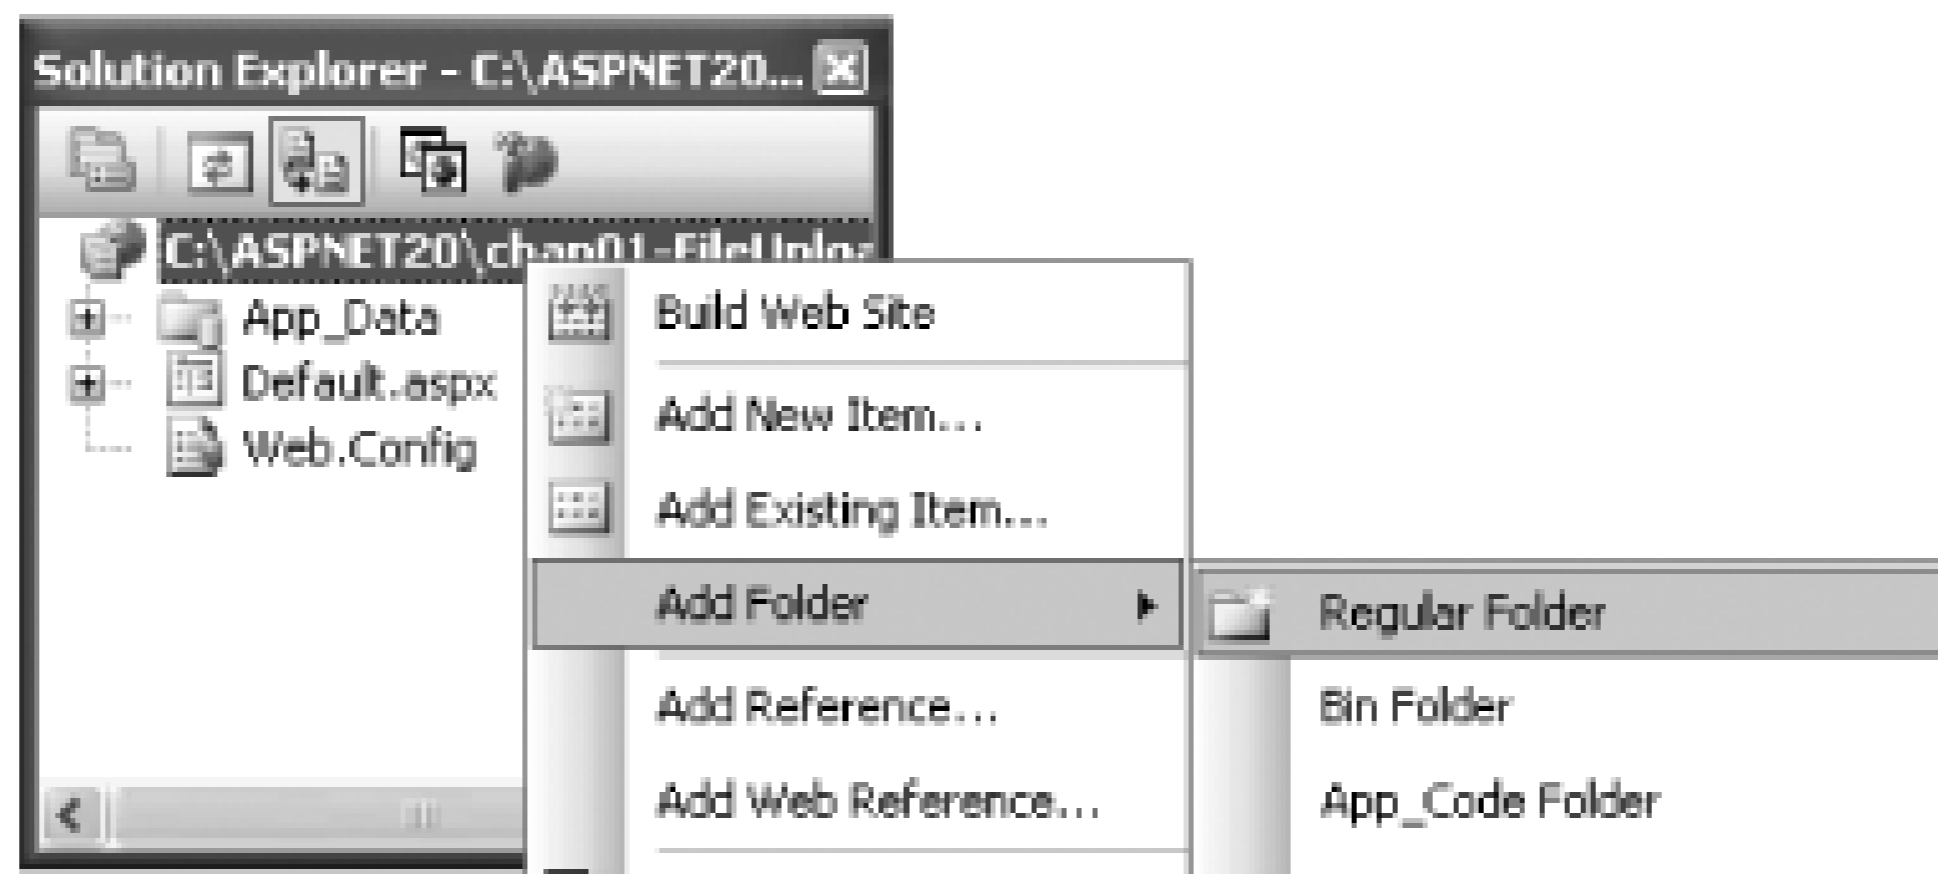 Solution Explorer - C:\ASPNET20...
C:\ASPNET20\chap01-FileUploa
App_Data
Default.aspx
Web.Config
Build Web Site
Add New Item...
Add Existing Item...
Add Folder
Add Reference...
Add Web Reference...
Regular Folder
Bin Folder
App_Code Folder